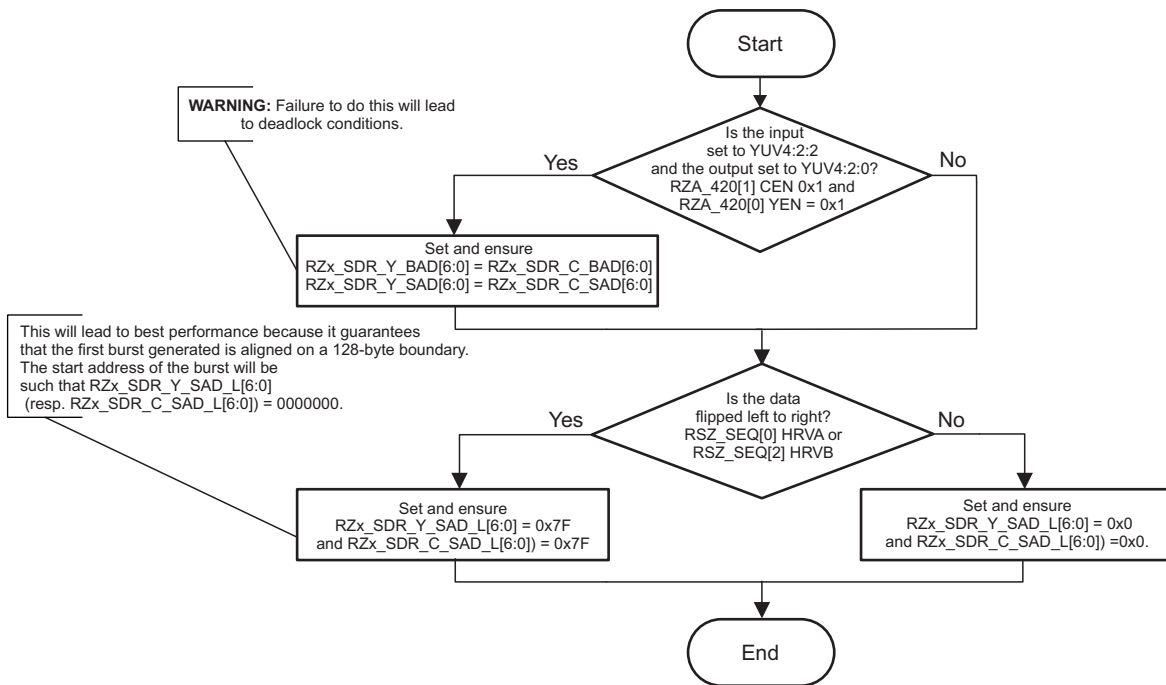 Start
WARNING: Failure to do this will lead
to deadlock conditions.
Is the input
set to YUV4:2:2
and the output set to YUV4:2:0?
RZA_420[1] CEN 0x1 and
RZA_420[0] YEN = 0x1
Yes
No
Set and ensure
RZx_SDR_Y_BAD[6:0] = RZx_SDR_C_BAD[6:0]
RZx_SDR_Y_SAD[6:0] = RZx_SDR_C_SAD[6:0]
This will lead to best performance because it guarantees
that the first burst generated is aligned on a 128-byte boundary.
The start address of the burst will be
such that RZx_SDR_Y_SAD_L[6:0]
(resp. RZx_SDR_C_SAD_L[6:0]) = 0000000.
Is the data
flipped left to right?
RSZ_SEQ[0] HRVA or
RSZ_SEQ[2] HRVB
Yes
No
Set and ensure
RZx_SDR_Y_SAD_L[6:0] = 0x7F
and RZx_SDR_C_SAD_L[6:0]) = 0x7F
Set and ensure
RZx_SDR_Y_SAD_L[6:0] = 0x0
and RZx_SDR_C_SAD_L[6:0]) =0x0.
End